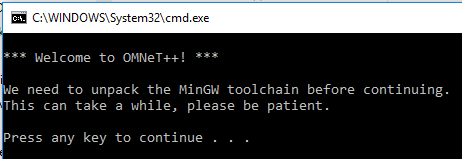 C:\WINDOWS\System32\cmd.exe
*** Welcome to OMNeT++! ***
We need to unpack the MinGW toolchain before continuing.
This can take a while, please be patient.
Press any key to continue . . .